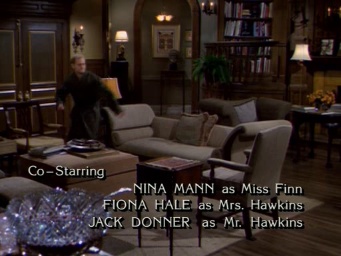 Co-Starring
NINA MANN as Miss Finn
FIONA HALE as Mrs. Hawkins
JACK DONNER as Mr. Hawkins